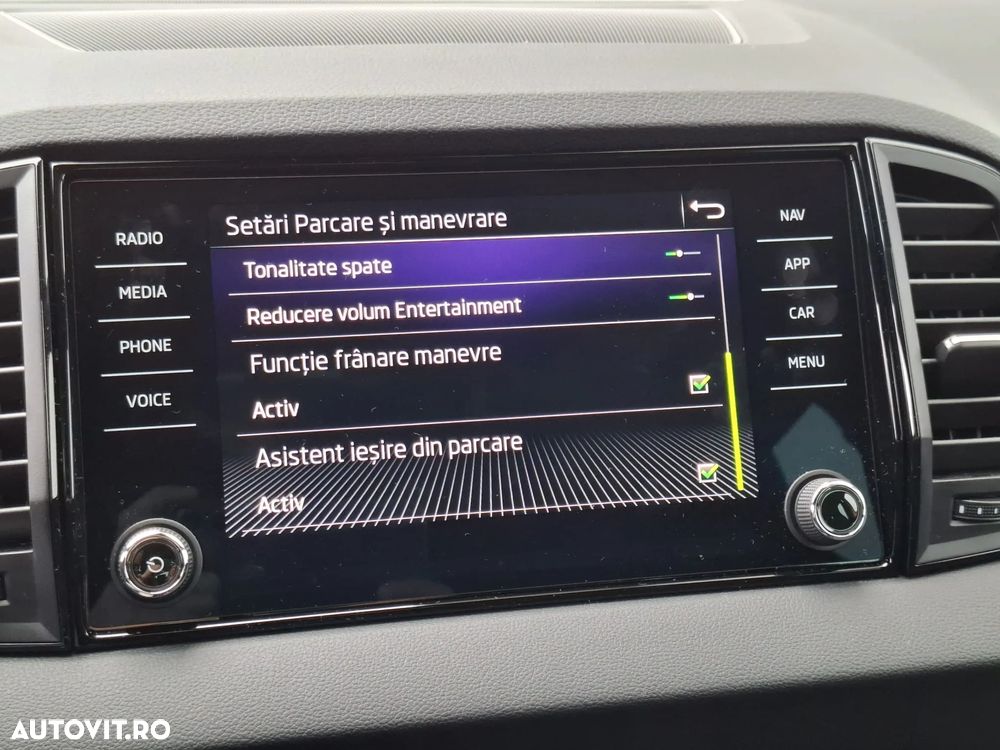 RADIO
MEDIA
PHONE
VOICE
Setări Parcare și manevrare
Tonalitate spate
Reducere volum Entertainment
Funcție frânare manevre
Activ
Asistent ieșire din parcare
Activ
NAV
APP
CAR
MENU
AUTOVIT.RO